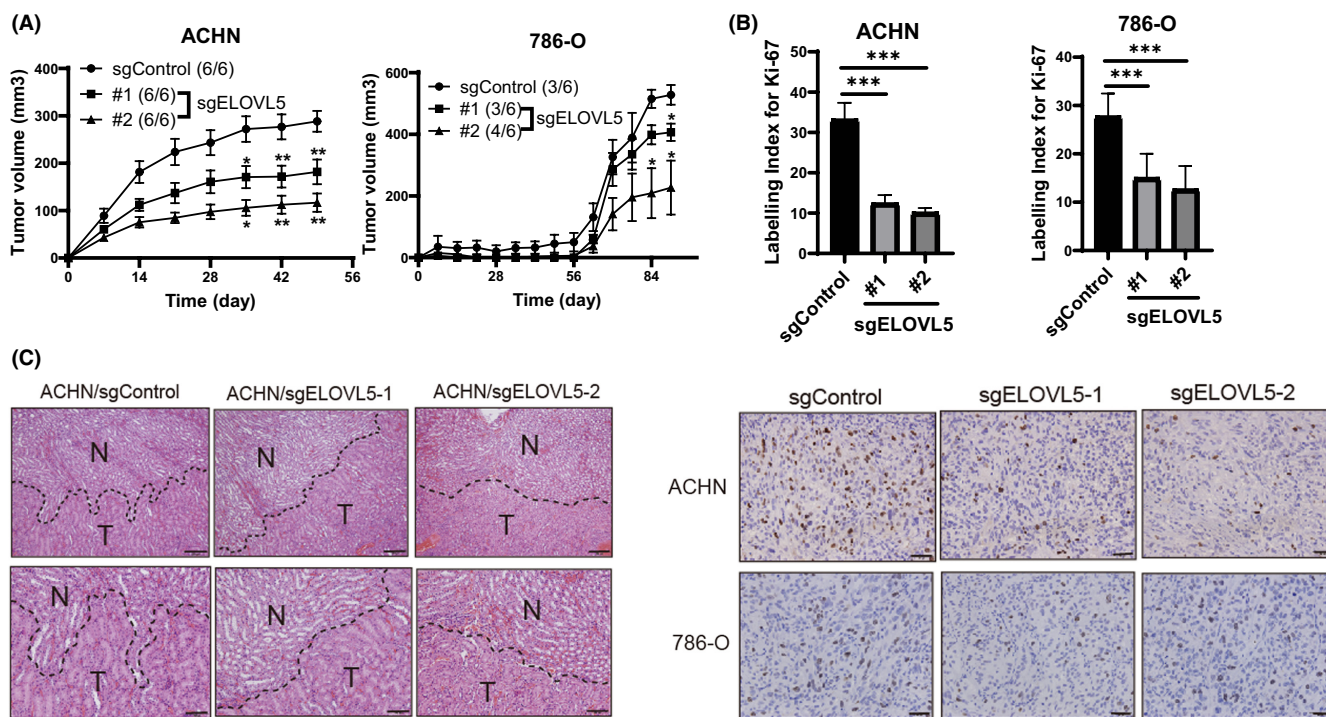 (A)
ACHN
sgControl (6/6)
#1 (6/6)
#2 (6/6)
sgELOVL5
Tumor volume (mm3)
400
300
200
100
0
0 14 28 42 56
Time (day)
* ** **
* ** **
786-O
sgControl (3/6)
#1 (3/6)
#2 (4/6)
sgELOVL5
Tumor volume (mm3)
600
400
200
0
0 28 56 84
Time (day)
*
* *
(B)
ACHN
Labelling Index for Ki-67
50
40
30
20
10
0
***
***
sgControl
#1
#2
sgELOVL5
786-O
Labelling Index for Ki-67
40
30
20
10
0
***
***
sgControl
#1
#2
sgELOVL5
(C)
ACHN/sgControl ACHN/sgELOVL5-1 ACHN/sgELOVL5-2
N N N
T T T
N N N
T T T
sgControl sgELOVL5-1 sgELOVL5-2
ACHN
786-O